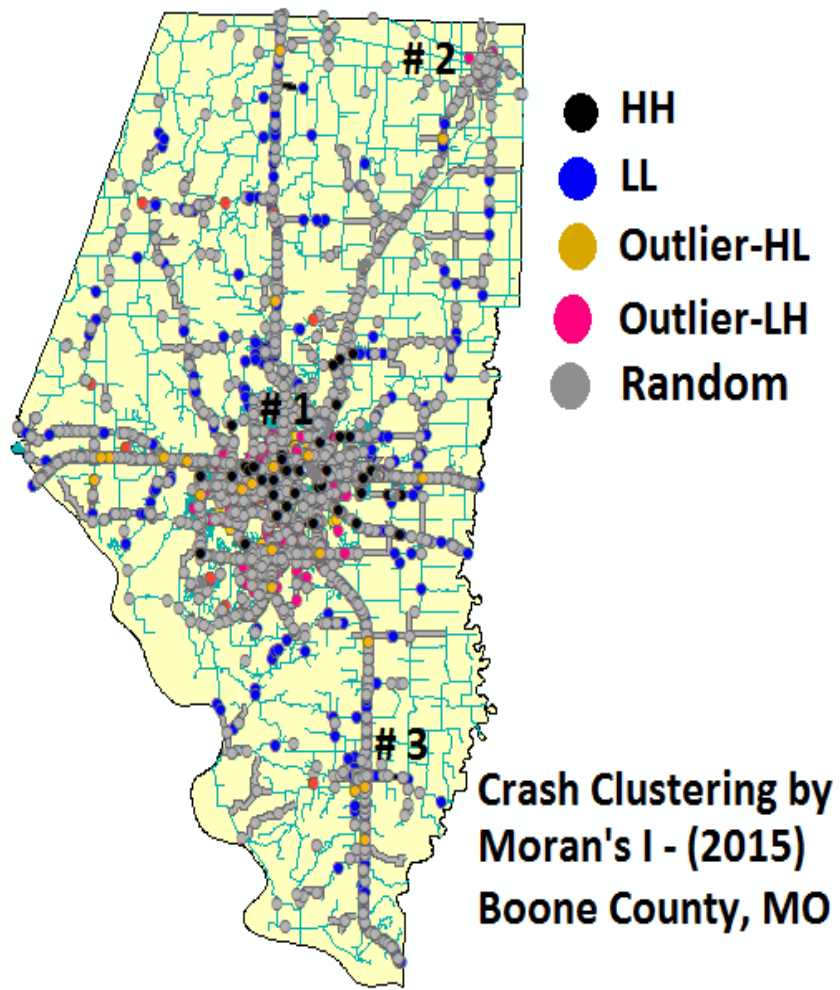 # 2
HH
LL
Outlier-HL
Outlier-LH
Random
# 1
# 3
Crash Clustering by
Moran's I - (2015)
Boone County, MO